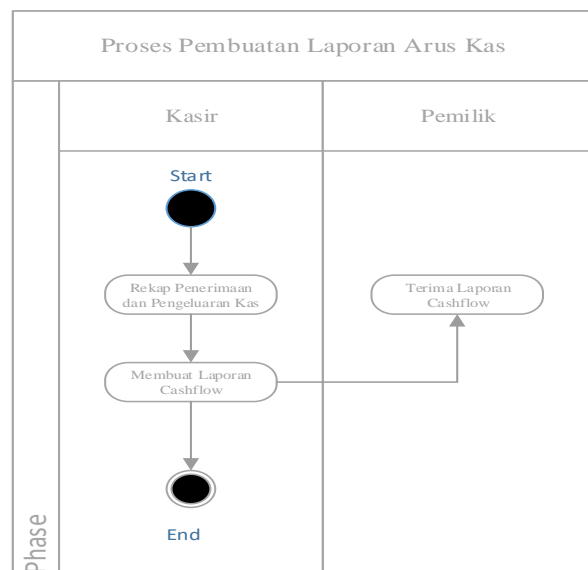 Proses Pembuatan Laporan Arus Kas
Kasir
Pemilik
Start
Rekap Penerimaan
dan Pengeluaran Kas
Terima Laporan
Cashflow
Membuat Laporan
Cashflow
End
Phase